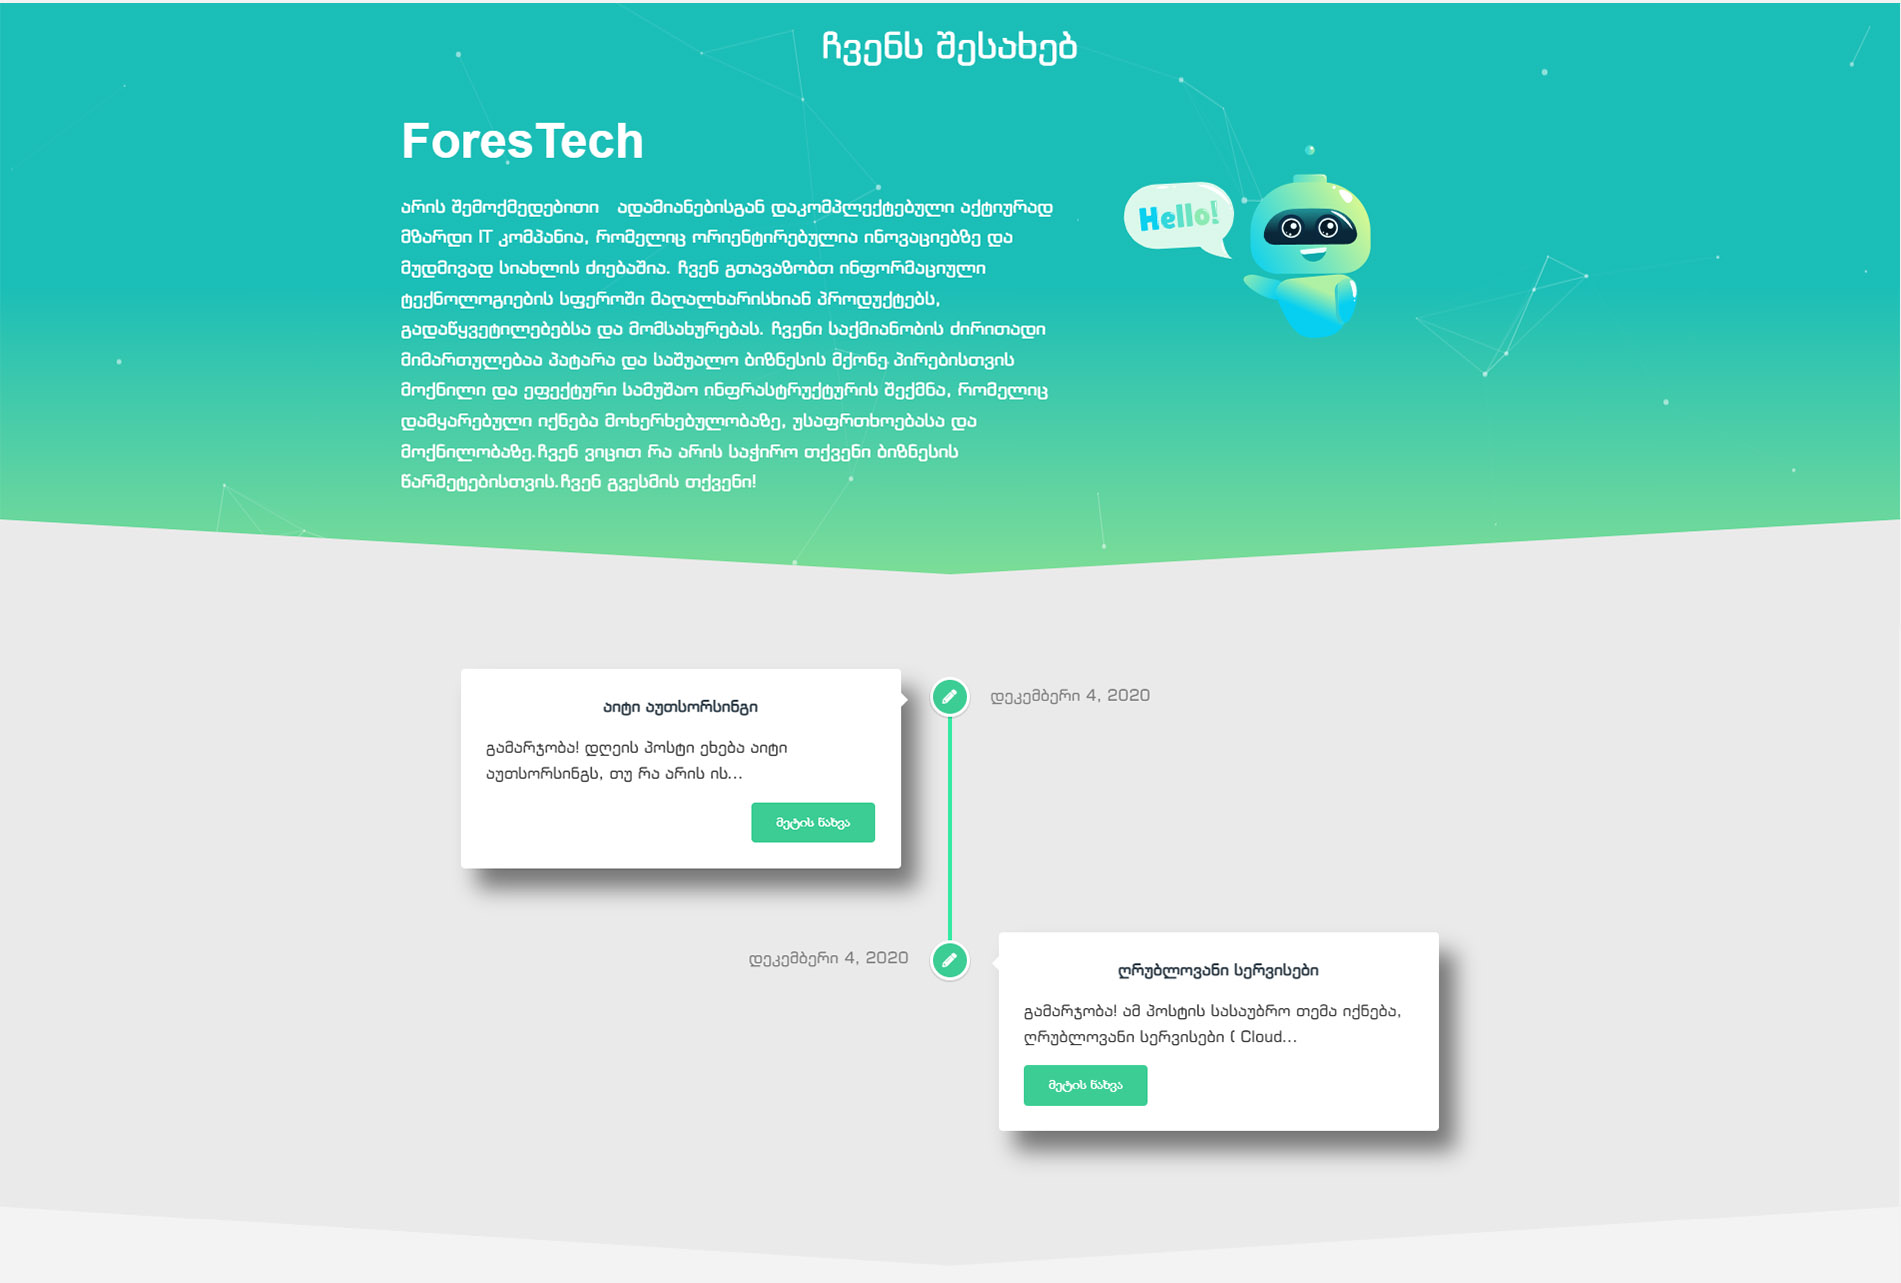 ჩვენს შესახებ
ForesTech
არის შემოქმედებითი ადამიანებისგან დაკომპლექტებული აქტიურად
მზარდი IT კომპანია, რომელიც ორიენტირებულია ინოვაციებზე და
მუდმივად სიახლის ძიებაშია. ჩვენ გთავაზობთ ინფორმაციული
ტექნოლოგიების სფეროში მაღალხარისხიან პროდუქტებს,
გადაწყვეტილებებსა და მომსახურებას. ჩვენი საქმიანობის ძირითადი
მიმართულებაა პატარა და საშუალო ბიზნესის მქონე პირებისთვის
მოქნილი და ეფექტური სამუშაო ინფრასტრუქტურის შექმნა, რომელიც
დამყარებული იქნება მოხერხებულობაზე, უსაფრთხოებასა და
მოქნილობაზე.ჩვენ ვიცით რა არის საჭირო თქვენი ბიზნესის
წარმეტებისთვის.ჩვენ გვესმის თქვენი!
Hello!
აიტი აუთსორსინგი
გამარჯობა! დღეის პოსტი ეხება აიტი
აუთსორსინგს, თუ რა არის ის...
მეტის ნახვა
დეკემბერი 4, 2020
დეკემბერი 4, 2020
ღრუბლოვანი სერვისები
გამარჯობა! ამ პოსტის სასაუბრო თემა იქნება,
ღრუბლოვანი სერვისები ( Cloud...
მეტის ნახვა